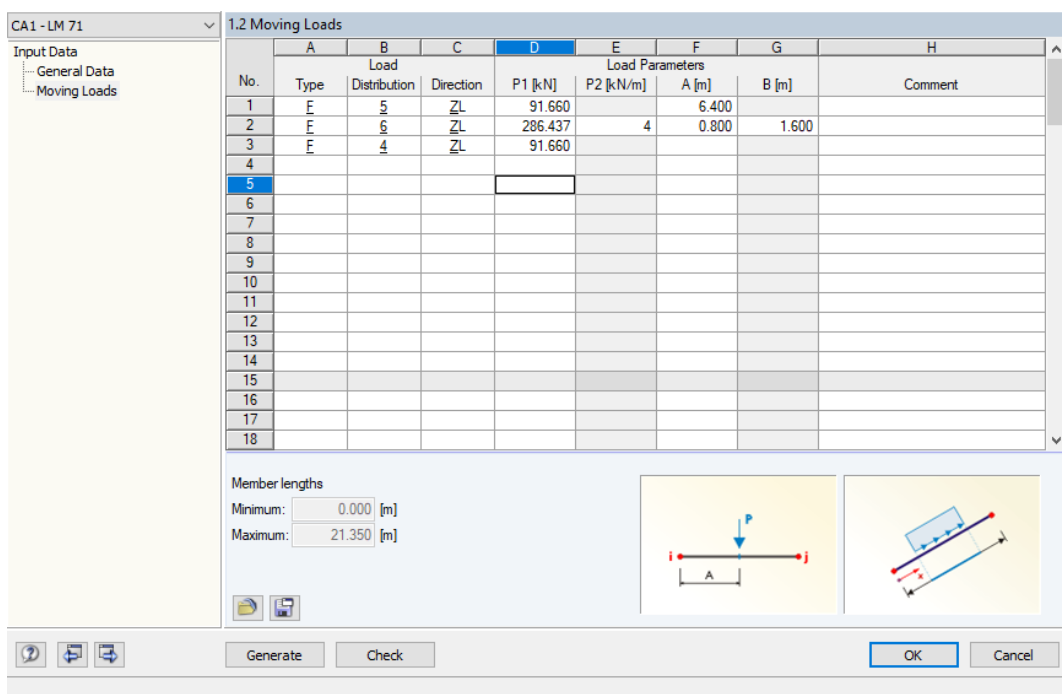 CA1 - LM 71
1.2 Moving Loads
Input Data
General Data
Moving Loads
A B C D E F G H
Load Load Parameters
No. Type Distribution Direction P1 [kN] P2 [kN/m] A [m] B [m] Comment
1 F 5 ZL 91.660 6.400
2 F 6 ZL 286.437 4 0.800 1.600
3 F 4 ZL 91.660
4
5
6
7
8
9
10
11
12
13
14
15
16
17
18
Member lengths
Minimum: 0.000 [m]
Maximum: 21.350 [m]
P
i j
A
x
Generate Check OK Cancel